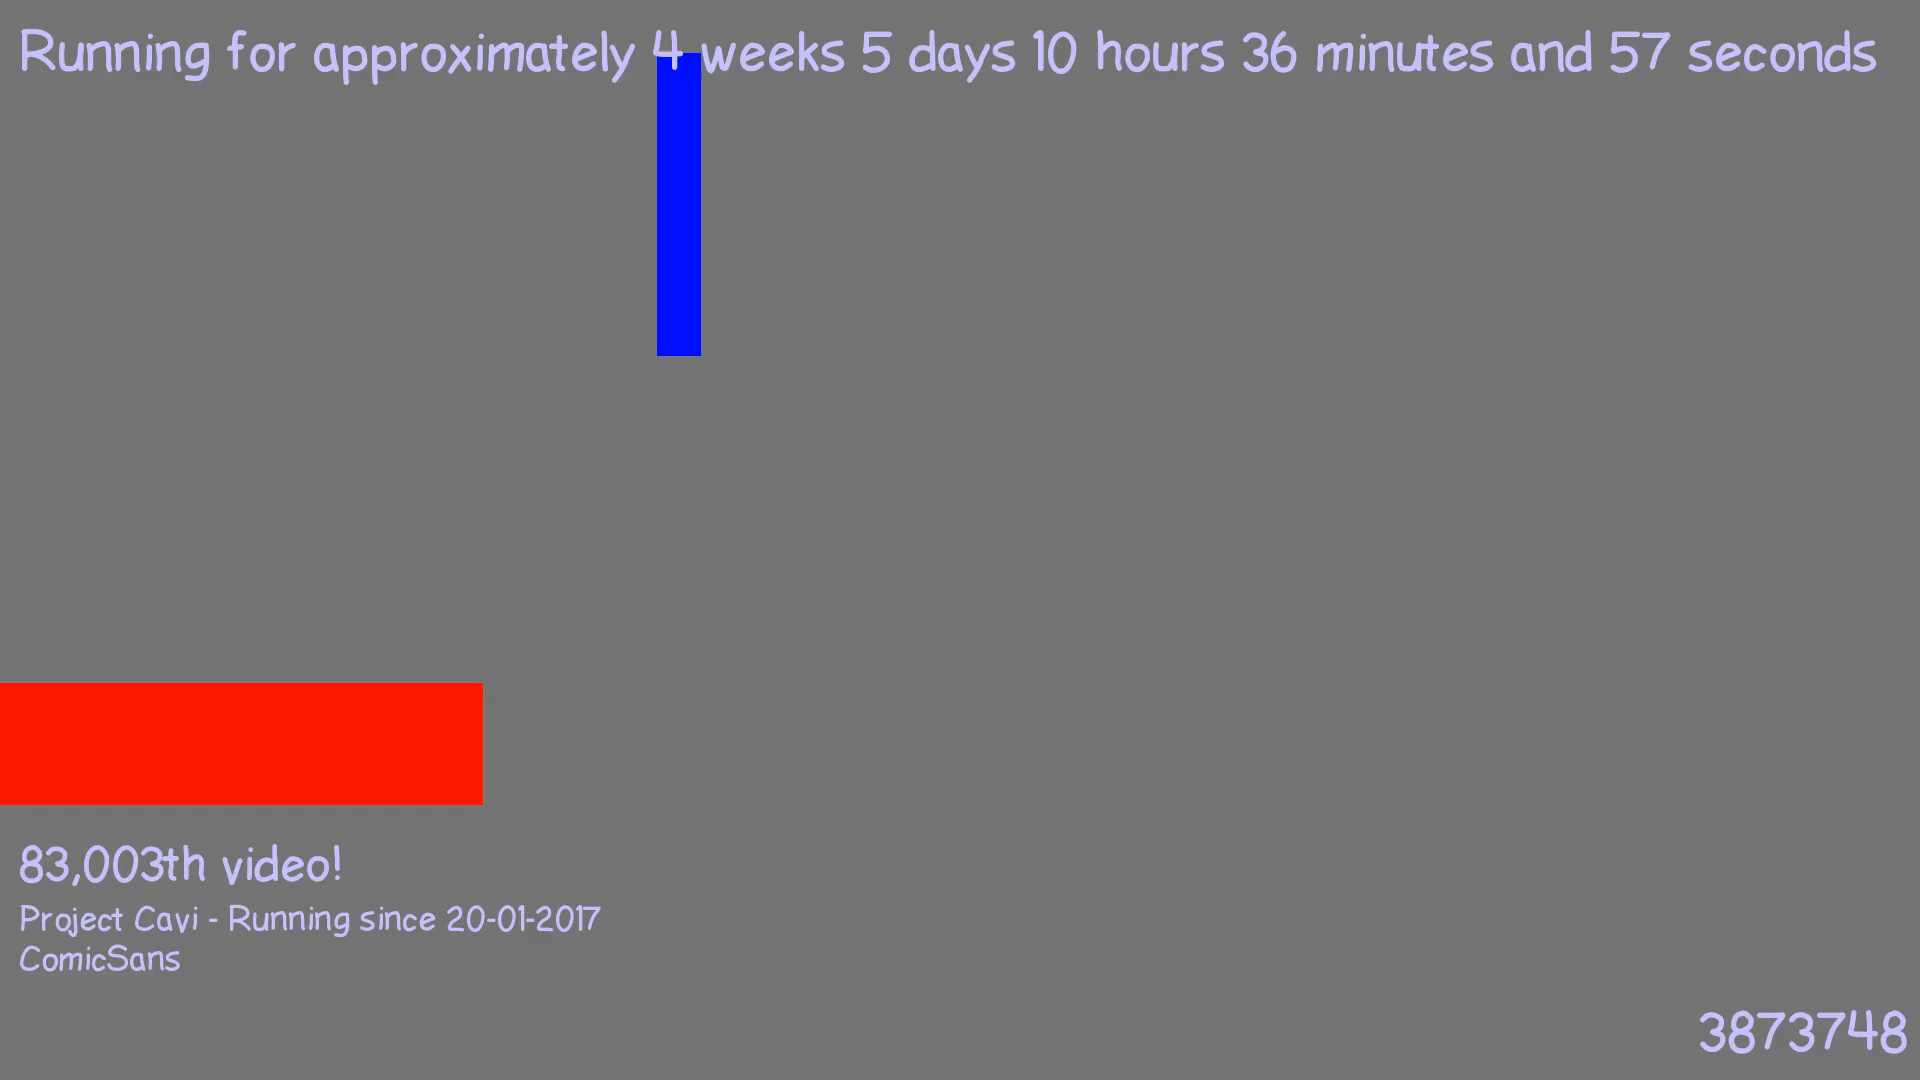 Running for approximately 4 weeks 5 days 10 hours 36 minutes and 57 seconds
83,003th video!
Project Cavi - Running since 20-01-2017
ComicSans
3873748